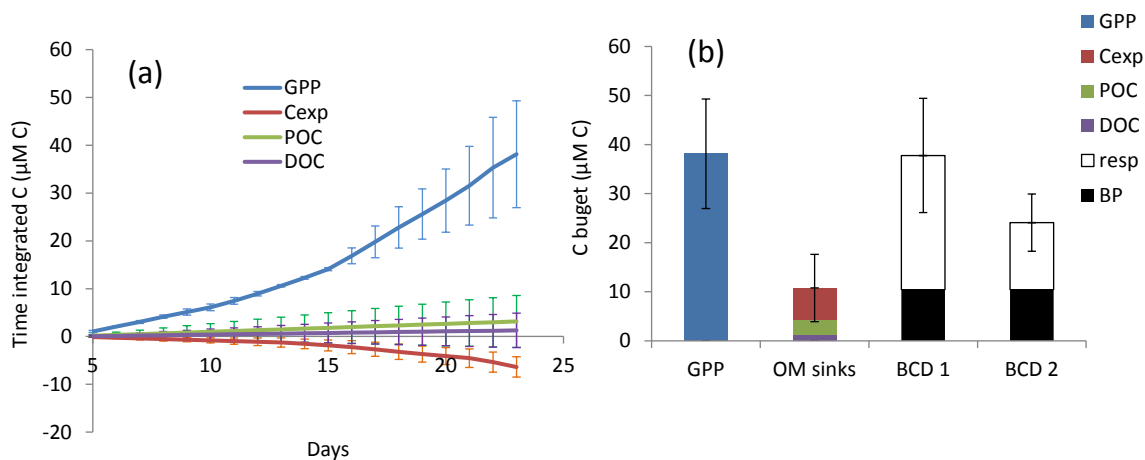 (a)
Time integrated C (µM C)
60
50
40
30
20
10
0
-10
-20
5
10
15
20
25
Days
GPP
Cexp
POC
DOC
(b)
C buget (µM C)
60
50
40
30
20
10
0
GPP
OM sinks
BCD 1
BCD 2
GPP
Cexp
POC
DOC
resp
BP